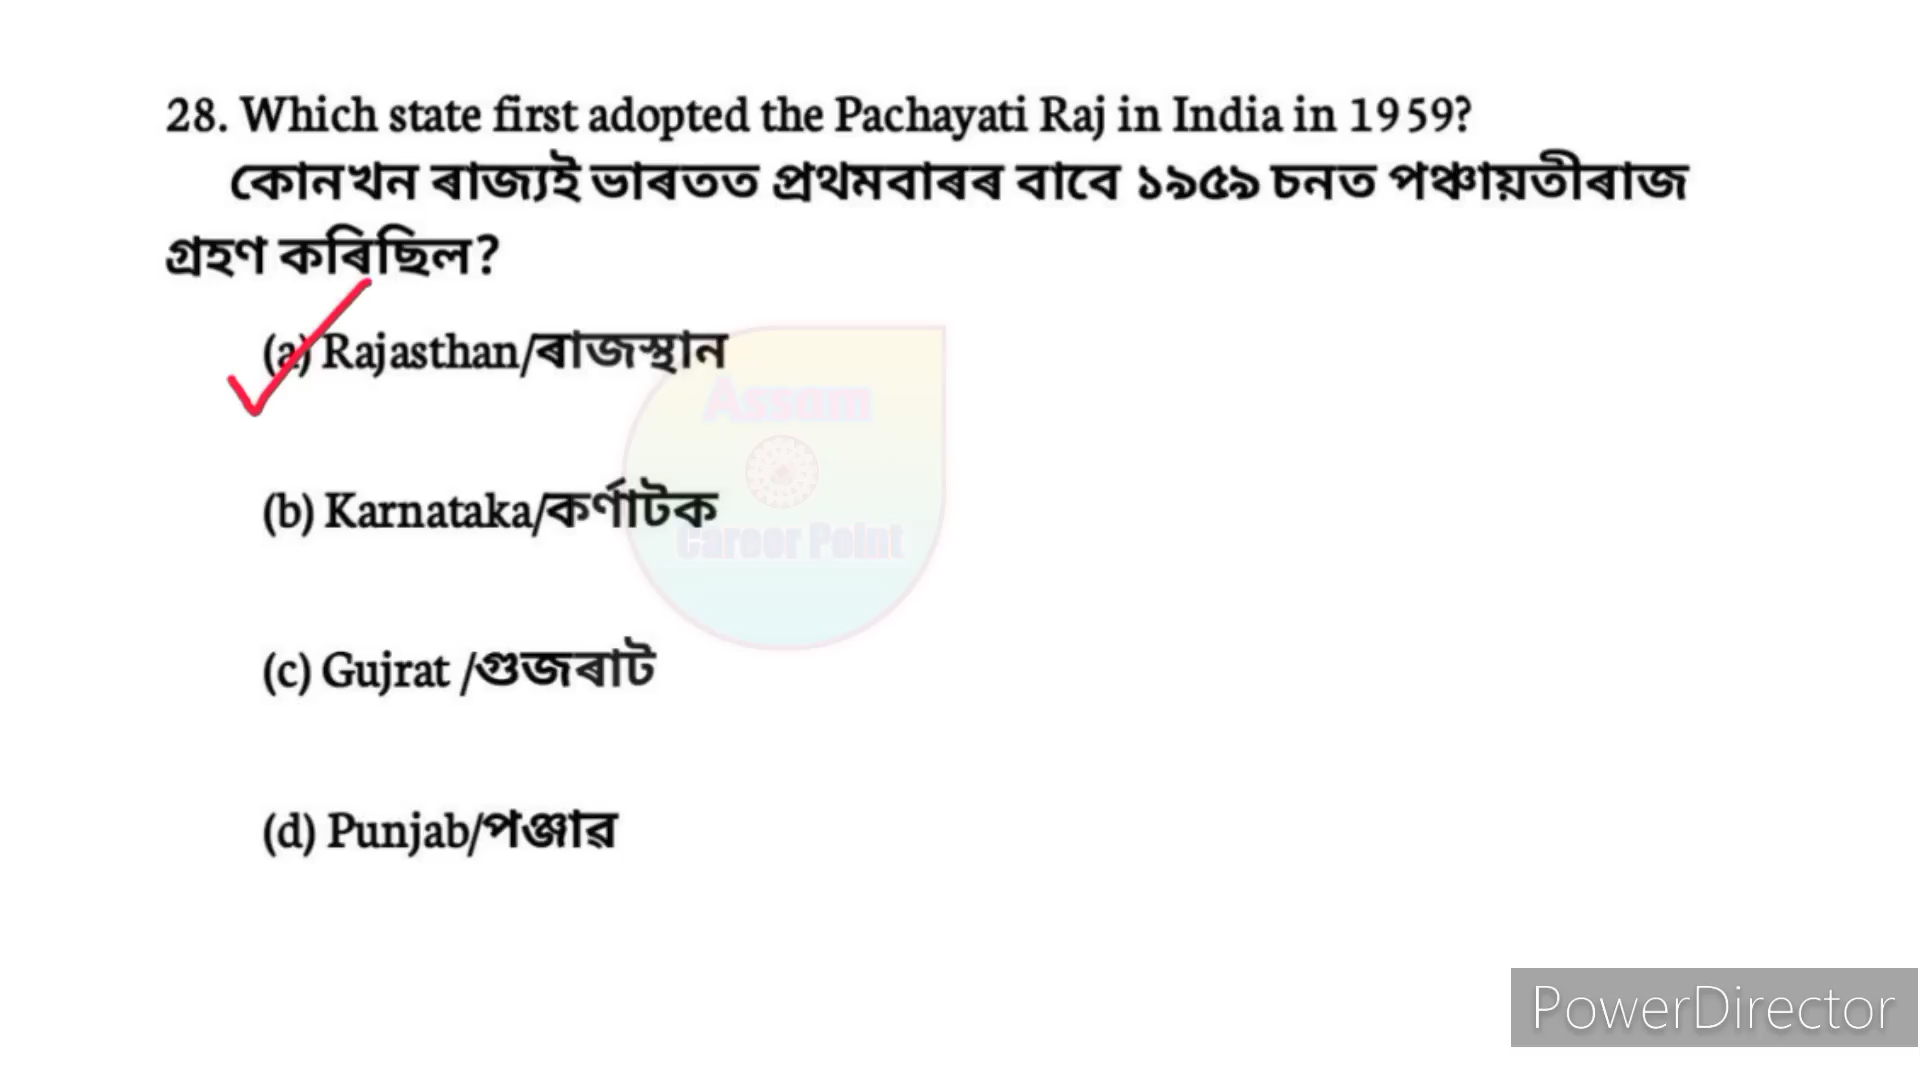 28. Which state first adopted the Pachayati Raj in India in 1959?
কোনখন ৰাজ্যই ভাৰতত প্ৰথমবাৰৰ বাবে ১৯৫৯ চনত পঞ্চায়তীৰাজ
গ্ৰহণ কৰিছিল?
(a) Rajasthan/ৰাজস্থান
Assam
(b) Karnataka/কৰ্ণাটক
Career Point
(c) Gujrat /গুজৰাট
(d) Punjab/পঞ্জাৱ
PowerDirector